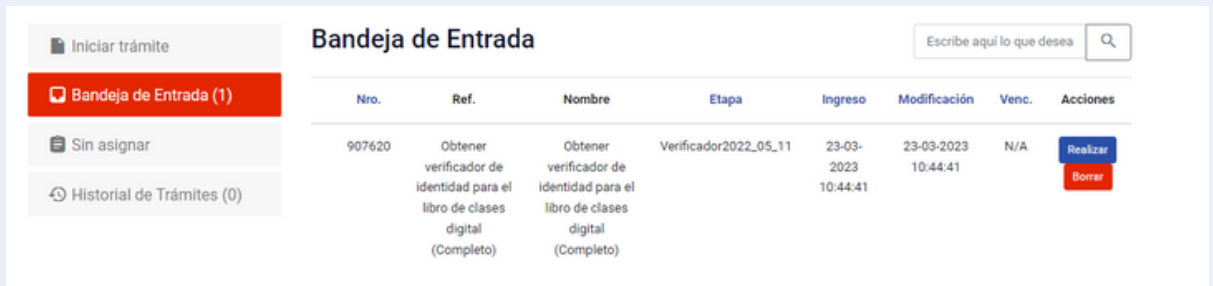 Iniciar trámite
Bandeja de Entrada (1)
Sin asignar
Historial de Trámites (0)
Bandeja de Entrada
Escribe aquí lo que desea
Nro. Ref. Nombre Etapa Ingreso Modificación Venc. Acciones
907620 Obtener Obtener Verificador2022_05_11 23-03- 23-03-2023 N/A Realizar
verificador de verificador de 2023 10:44:41 Borrar
identidad para el identidad para el 10:44:41
libro de clases libro de clases
digital digital
(Completo) (Completo)